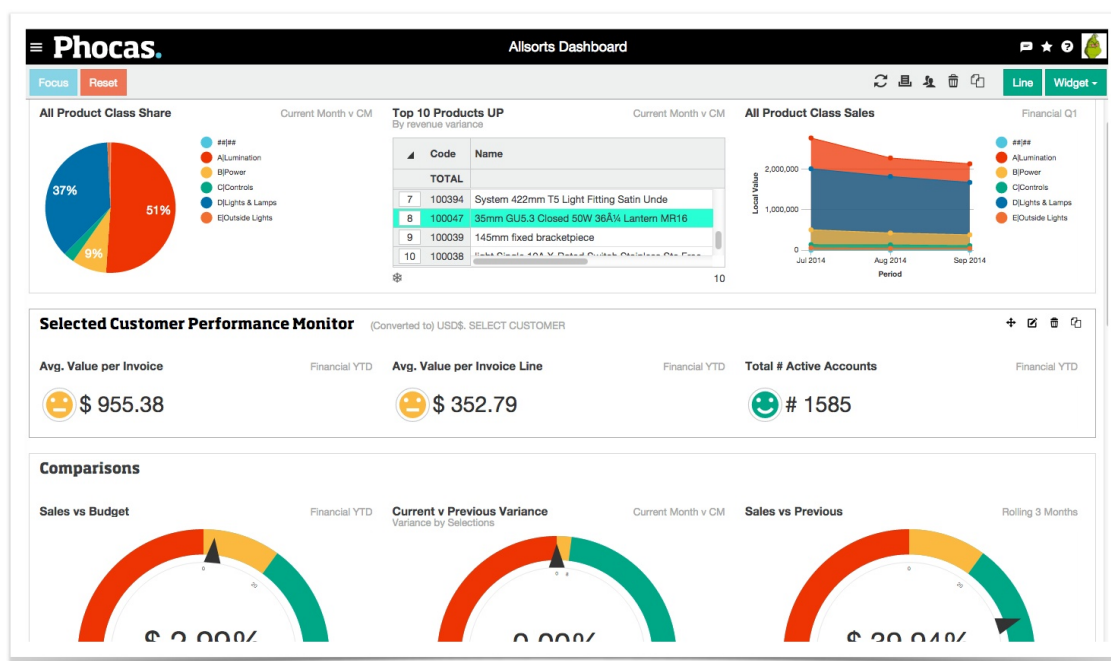 Phocas.
Allsorts Dashboard
Focus Reset
Line Widget
All Product Class Share Current Month v CM
##|##
A|Lumination
B|Power
C|Controls
D|Lights & Lamps
E|Outside Lights
37%
51%
9%
Top 10 Products UP Current Month v CM
By revenue variance
Code Name
TOTAL
7 100394 System 422mm T5 Light Fitting Satin Unde
8 100047 35mm GU5.3 Closed 50W 36Â¼ Lantern MR16
9 100039 145mm fixed bracketpiece
10 100038
10
All Product Class Sales Financial Q1
Local Value
2,000,000
1,000,000
0
Jul 2014 Aug 2014 Sep 2014
Period
##|##
A|Lumination
B|Power
C|Controls
D|Lights & Lamps
E|Outside Lights
Selected Customer Performance Monitor (Converted to) USD$. SELECT CUSTOMER
Avg. Value per Invoice Financial YTD
$ 955.38
Avg. Value per Invoice Line Financial YTD
$ 352.79
Total # Active Accounts Financial YTD
# 1585
Comparisons
Sales vs Budget Financial YTD
0
20
Current v Previous Variance Current Month v CM
Variance by Selections
0
Sales vs Previous Rolling 3 Months
0
20